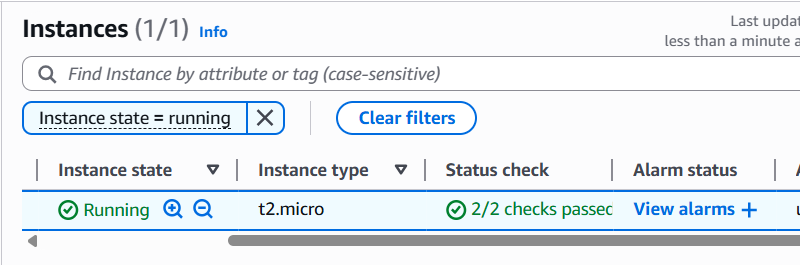 Instances (1/1) Info
Last updat
less than a minute a
Find Instance by attribute or tag (case-sensitive)
Instance state = running
Clear filters
Instance state Instance type Status check Alarm status A
Running t2.micro 2/2 checks passed View alarms + u